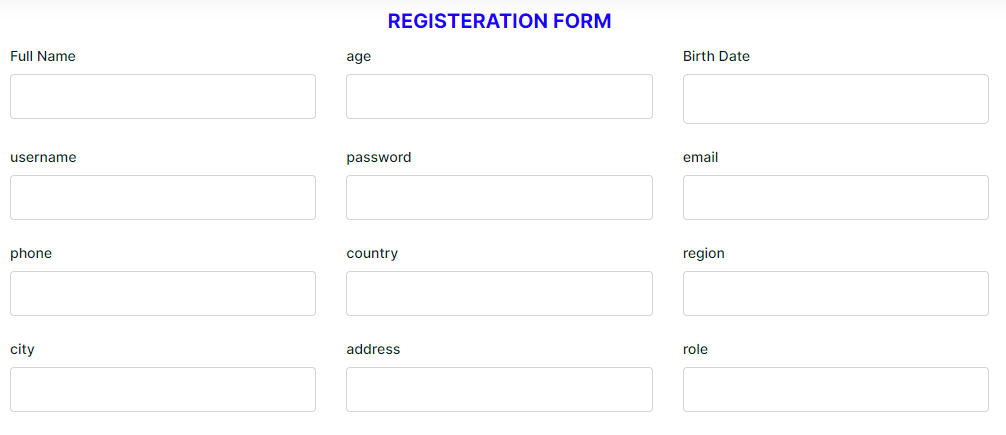 REGISTERATION FORM
Full Name age Birth Date
username password email
phone country region
city address role